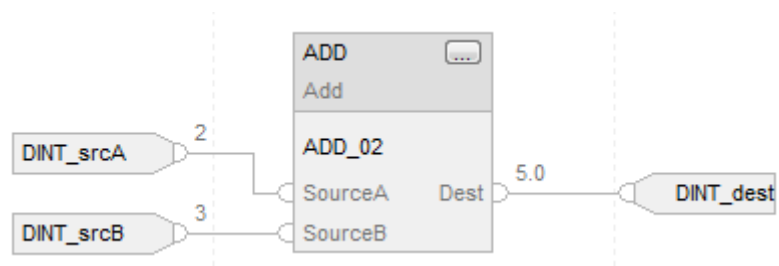 ADD ...
Add
2
DINT_srcA
ADD_02
5.0
SourceA Dest
DINT_dest
3
DINT_srcB
SourceB